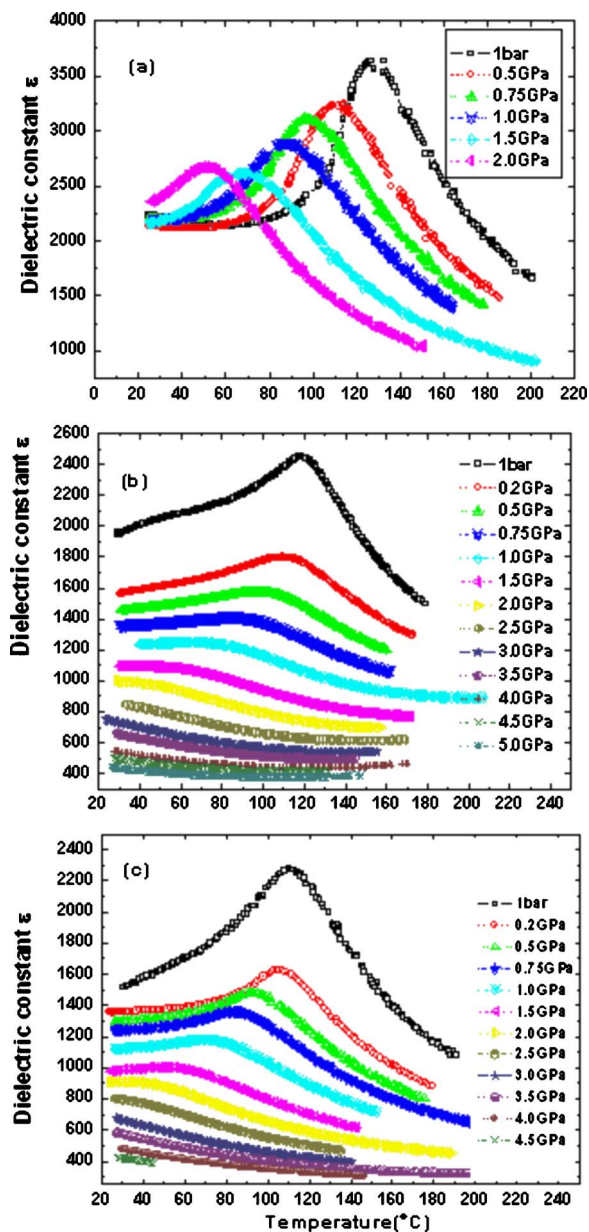 4000
3500
3000
2500
2000
1500
1000
Dielectric constant ε
(a)
1bar
0.5GPa
0.75GPa
1.0GPa
1.5GPa
2.0GPa
0 20 40 60 80 100 120 140 160 180 200 220
2600
2400
2200
2000
1800
1600
1400
1200
1000
800
600
400
Dielectric constant ε
(b)
1bar
0.2GPa
0.5GPa
0.75GPa
1.0GPa
1.5GPa
2.0GPa
2.5GPa
3.0GPa
3.5GPa
4.0GPa
4.5GPa
5.0GPa
20 40 60 80 100 120 140 160 180 200 220 240
2400
2200
2000
1800
1600
1400
1200
1000
800
600
400
Dielectric constant ε
(c)
1bar
0.2GPa
0.5GPa
0.75GPa
1.0GPa
1.5GPa
2.0GPa
2.5GPa
3.0GPa
3.5GPa
4.0GPa
4.5GPa
20 40 60 80 100 120 140 160 180 200 220 240
Temperature(°C)